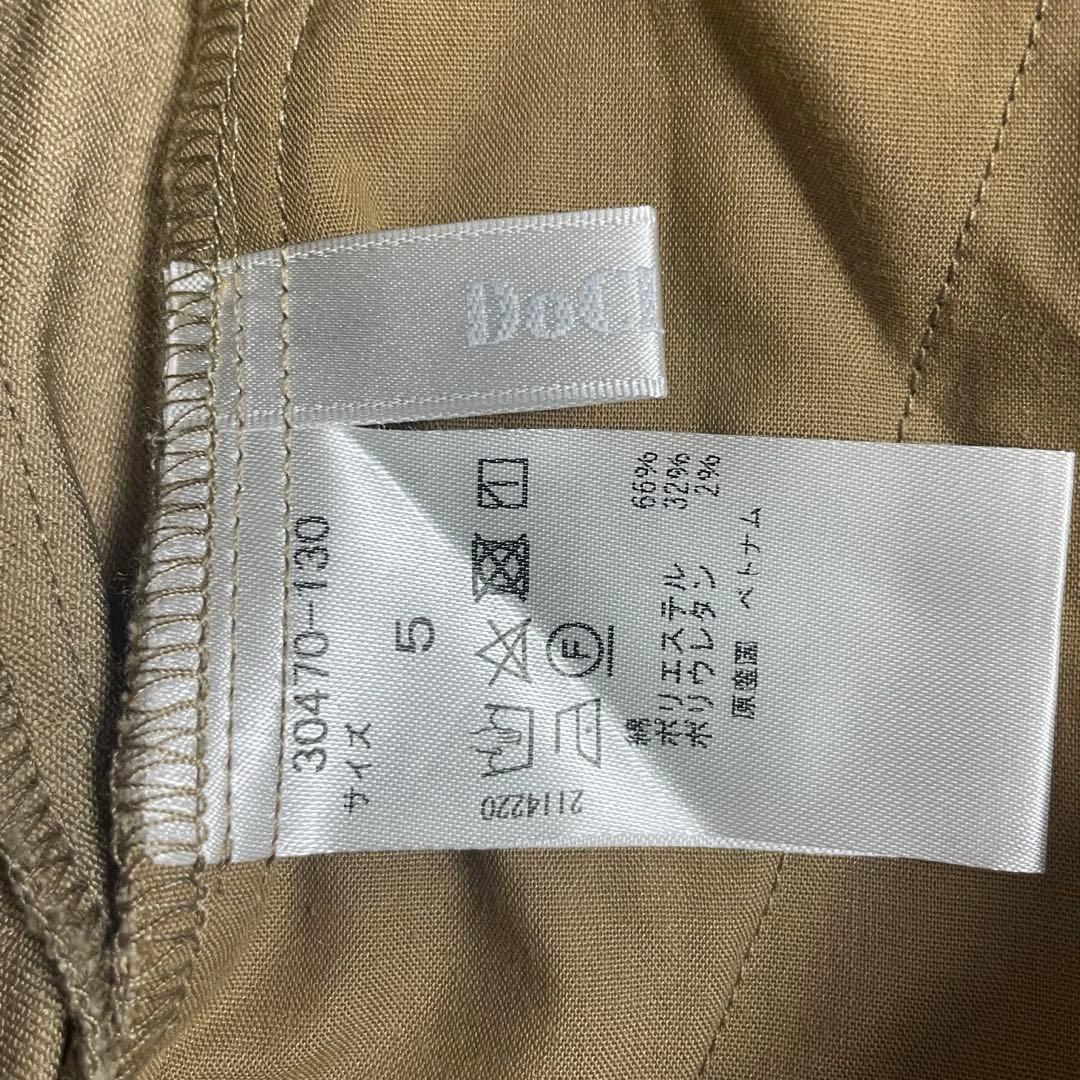 DoCl
30470-130
サイズ 5
F
2114220
綿 66%
ポリエステル 32%
ポリウレタン 2%
原産国 ベトナム